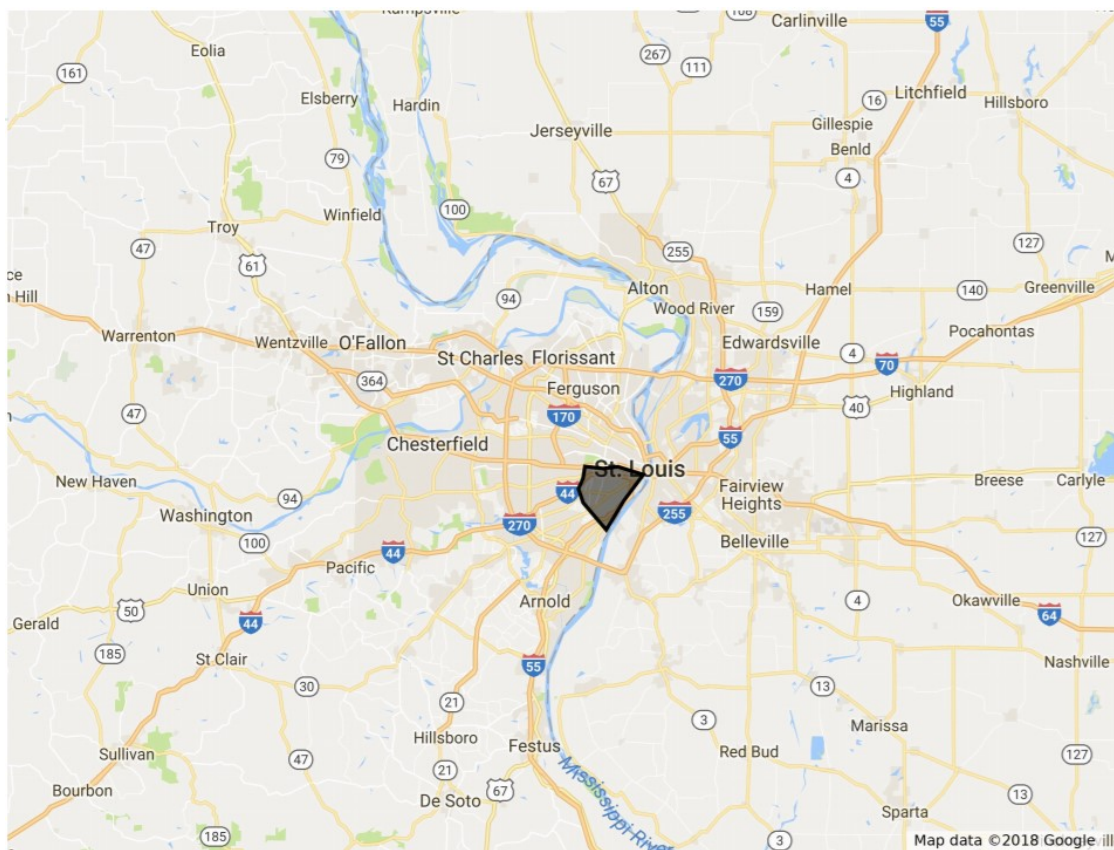 Kampsville
108
Carlinville
55
Eolia
267
161
111
Litchfield
Elsberry
Hardin
16
Hillsboro
Gillespie
Jerseyville
Benld
79
67
4
100
Winfield
Troy
47
127
255
61
Alton
Hamel
140
Greenville
94
Wood River
159
Hill
Warrenton
Wentzville
O'Fallon
Pocahontas
Edwardsville
St Charles
Florissant
4
70
364
Ferguson
270
Highland
47
170
40
Chesterfield
55
St. Louis
New Haven
44
Fairview
Heights
Breese
Carlyle
94
Washington
255
270
100
127
Belleville
44
Pacific
Union
Arnold
4
Okawville
50
64
Gerald
44
185
St Clair
55
Nashville
30
13
21
3
Marissa
Hillsboro
Festus
Sullivan
47
Red Bud
127
21
Mississippi River
Bourbon
67
De Soto
13
Sparta
185
3
Map data ©2018 Google